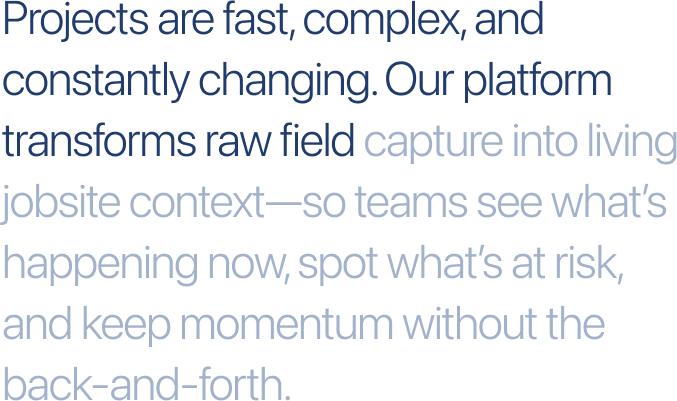 Projects are fast, complex, and
constantly changing. Our platform
transforms raw field capture into living
jobsite context—so teams see what’s
happening now, spot what’s at risk,
and keep momentum without the
back-and-forth.